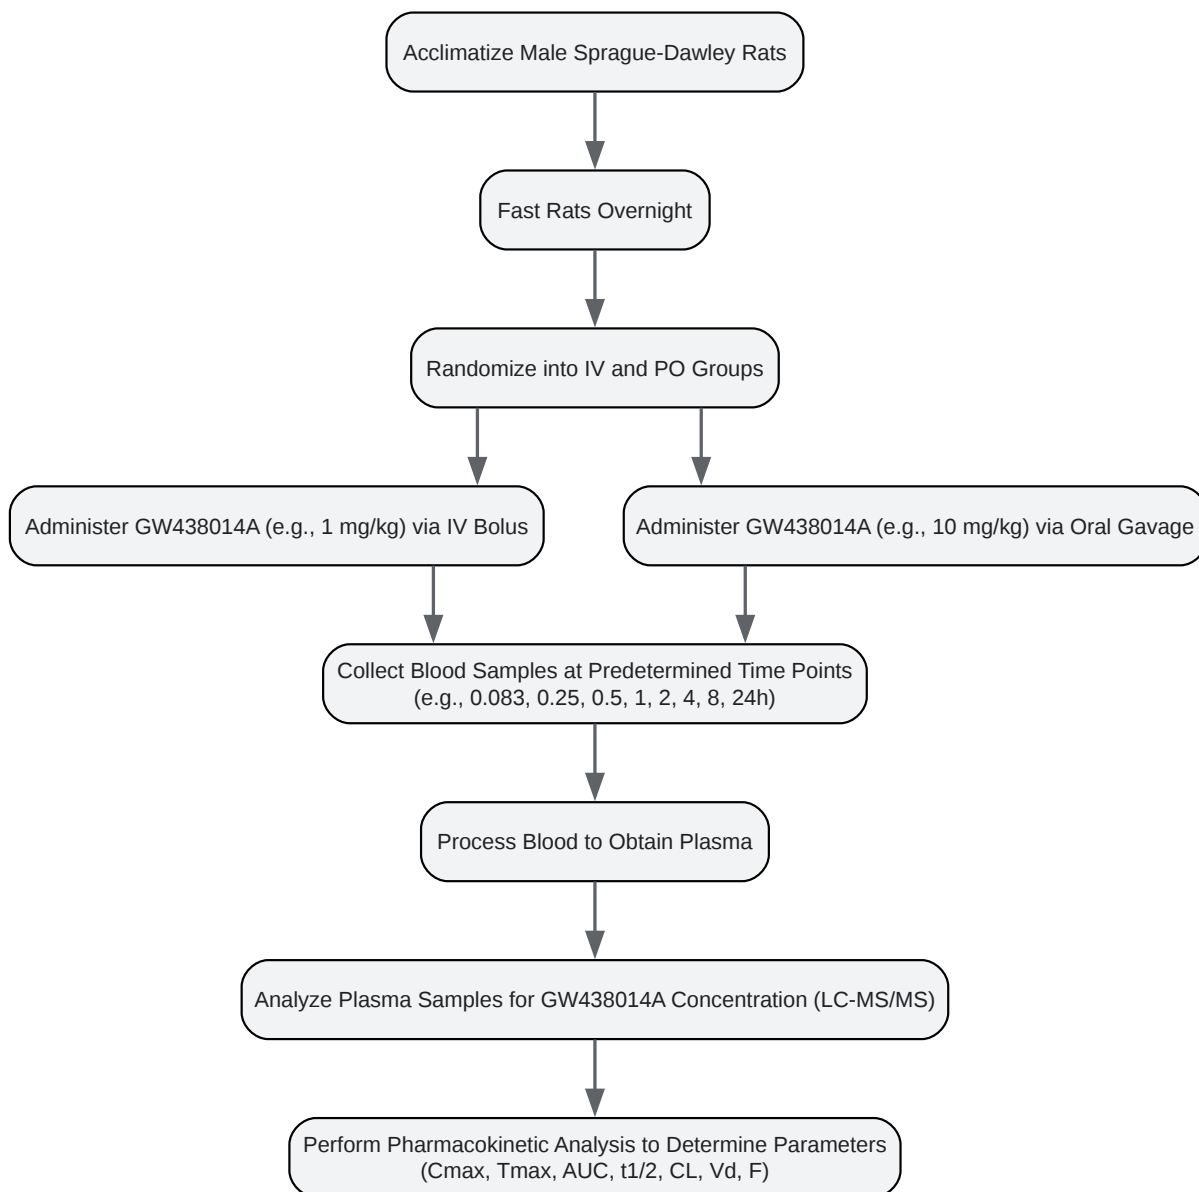 Acclimatize Male Sprague-Dawley Rats
Fast Rats Overnight
Randomize into IV and PO Groups
Administer GW438014A (e.g., 1 mg/kg) via IV Bolus
Administer GW438014A (e.g., 10 mg/kg) via Oral Gavage
Collect Blood Samples at Predetermined Time Points
(e.g., 0.083, 0.25, 0.5, 1, 2, 4, 8, 24h)
Process Blood to Obtain Plasma
Analyze Plasma Samples for GW438014A Concentration (LC-MS/MS)
Perform Pharmacokinetic Analysis to Determine Parameters
(Cmax, Tmax, AUC, t1/2, CL, Vd, F)